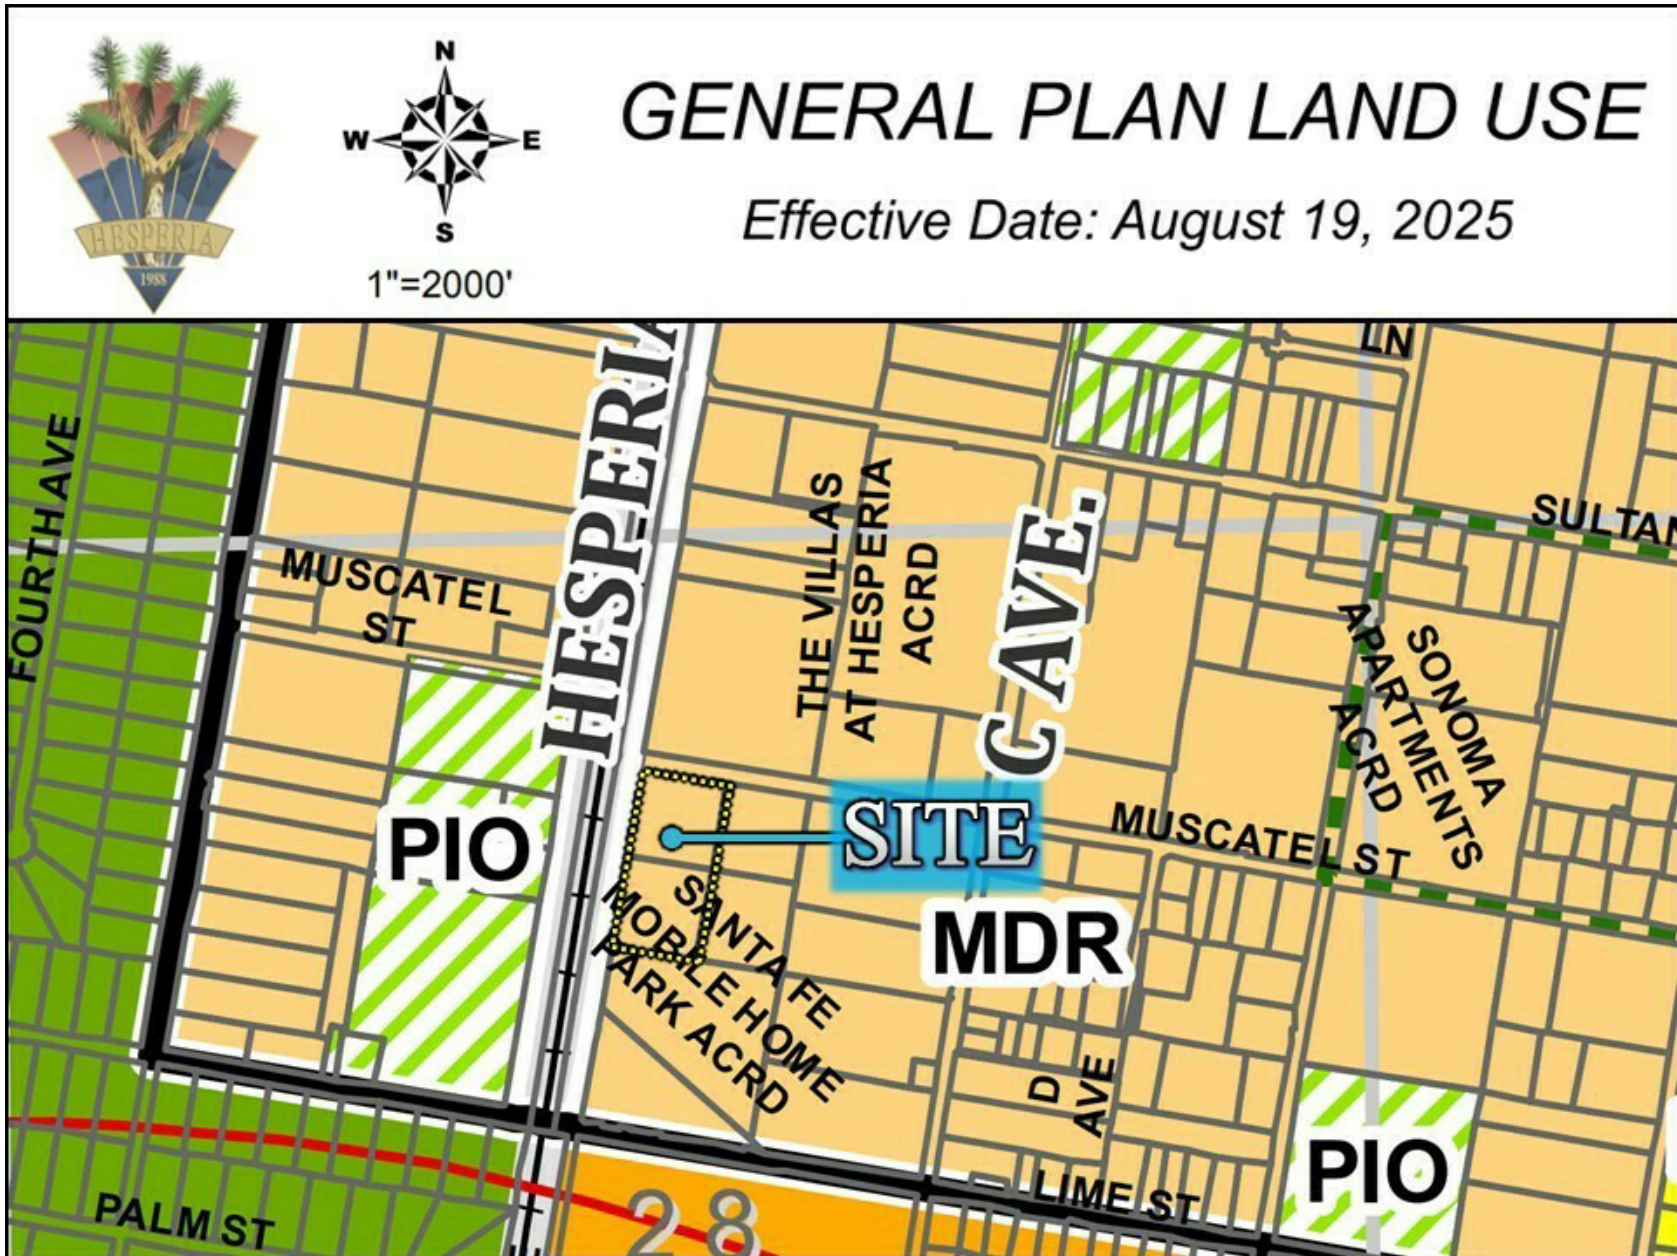 GENERAL PLAN LAND USE
Effective Date: August 19, 2025
N
W
E
S
1"=2000'
HESPERIA
1988
HESPERIA
LN
FOURTH AVE
MUSCATEL
ST
THE VILLAS
AT HESPERIA
ACRD
C AVE.
SULTAN
SONOMA
APARTMENTS
ACRD
PIO
SITE
MUSCATEL ST
SANTA FE
MOBILE HOME
PARK ACRD
MDR
D
AVE
PIO
LIME ST
PALM ST
28